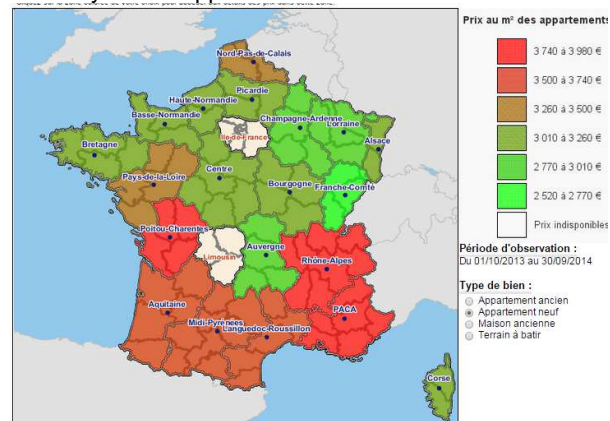 Prix au m² des appartements
3 740 à 3 980 €
3 500 à 3 740 €
3 260 à 3 500 €
3 010 à 3 260 €
2 770 à 3 010 €
2 520 à 2 770 €
Prix indisponibles
Période d'observation :
Du 01/10/2013 au 30/09/2014
Type de bien :
Appartement ancien
Appartement neuf
Maison ancienne
Terrain à batir
Nord-Pas-de-Calais
Picardie
Haute-Normandie
Basse-Normandie
Champagne-Ardenne
Lorraine
Ile-de-France
Alsace
Bretagne
Pays-de-la-Loire
Centre
Bourgogne
Franche-Comté
Poitou-Charentes
Limousin
Auvergne
Rhône-Alpes
Aquitaine
Midi-Pyrénées
Languedoc-Roussillon
PACA
Corse